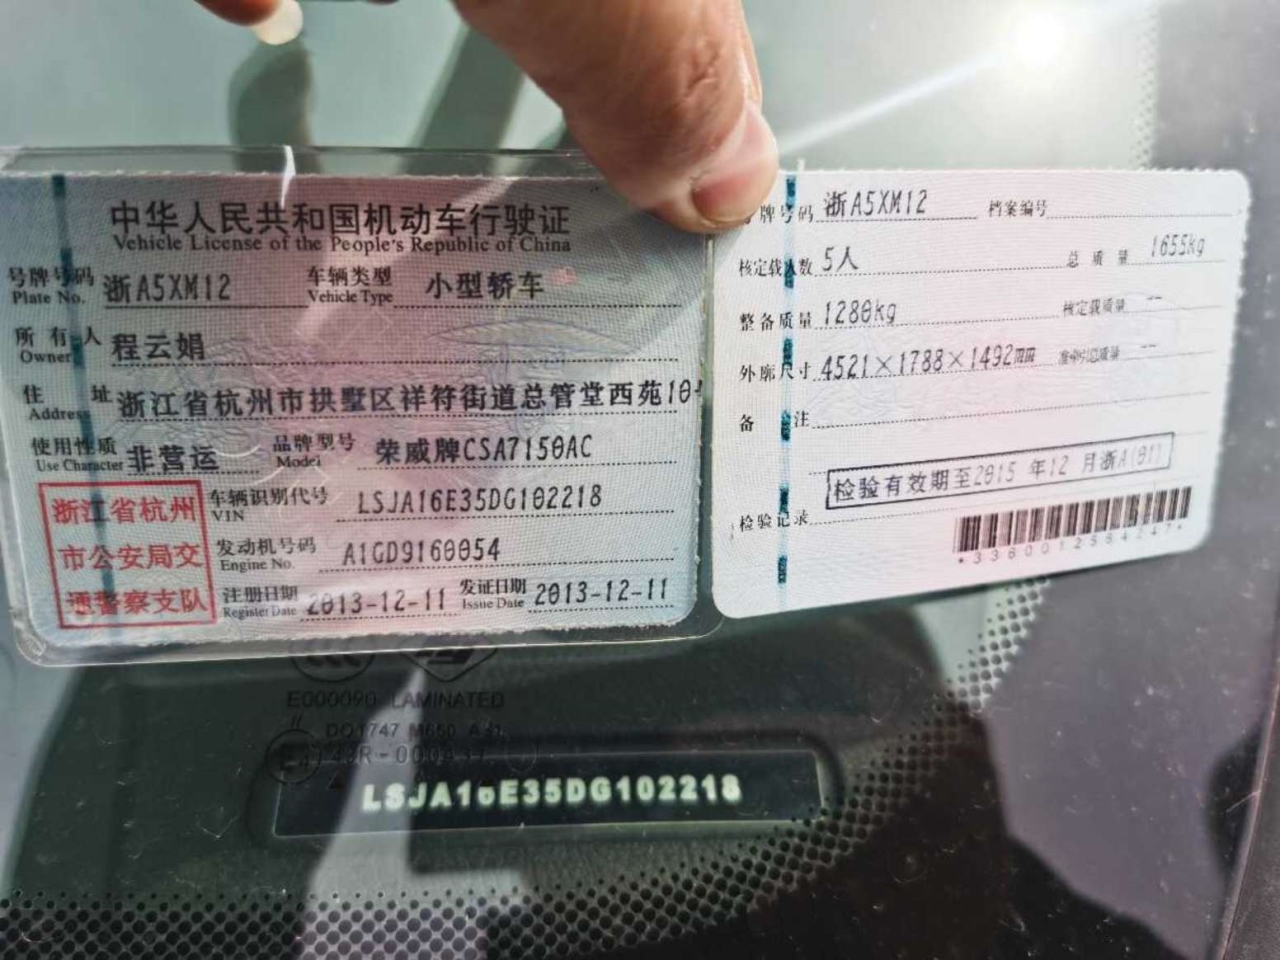 中华人民共和国机动车行驶证
Vehicle License of the People's Republic of China
号牌号码 浙A5XM12 车辆类型 小型轿车
Plate No. Vehicle Type
所有人 程云娟
Owner
住址 浙江省杭州市拱墅区祥符街道总管堂西苑10
Address
使用性质 非营运 品牌型号 荣威牌CSA7150AC
Use Character Model
浙江省杭州
市公安局交
通警察支队
车辆识别代号 LSJA16E35DG102218
VIN
发动机号码 A1GD9160054
Engine No.
注册日期 2013-12-11 发证日期 2013-12-11
Register Date Issue Date
号牌号码 浙A5XM12 档案编号
核定载人数 5人 总质量 1655kg
整备质量 1280kg 核定载质量 --
外廓尺寸 4521×1788×1492mm 准牵引总质量 --
备注
检验有效期至2015年12月浙A(01)
检验记录
E000090 LAMINATED
LSJA16E35DG102218